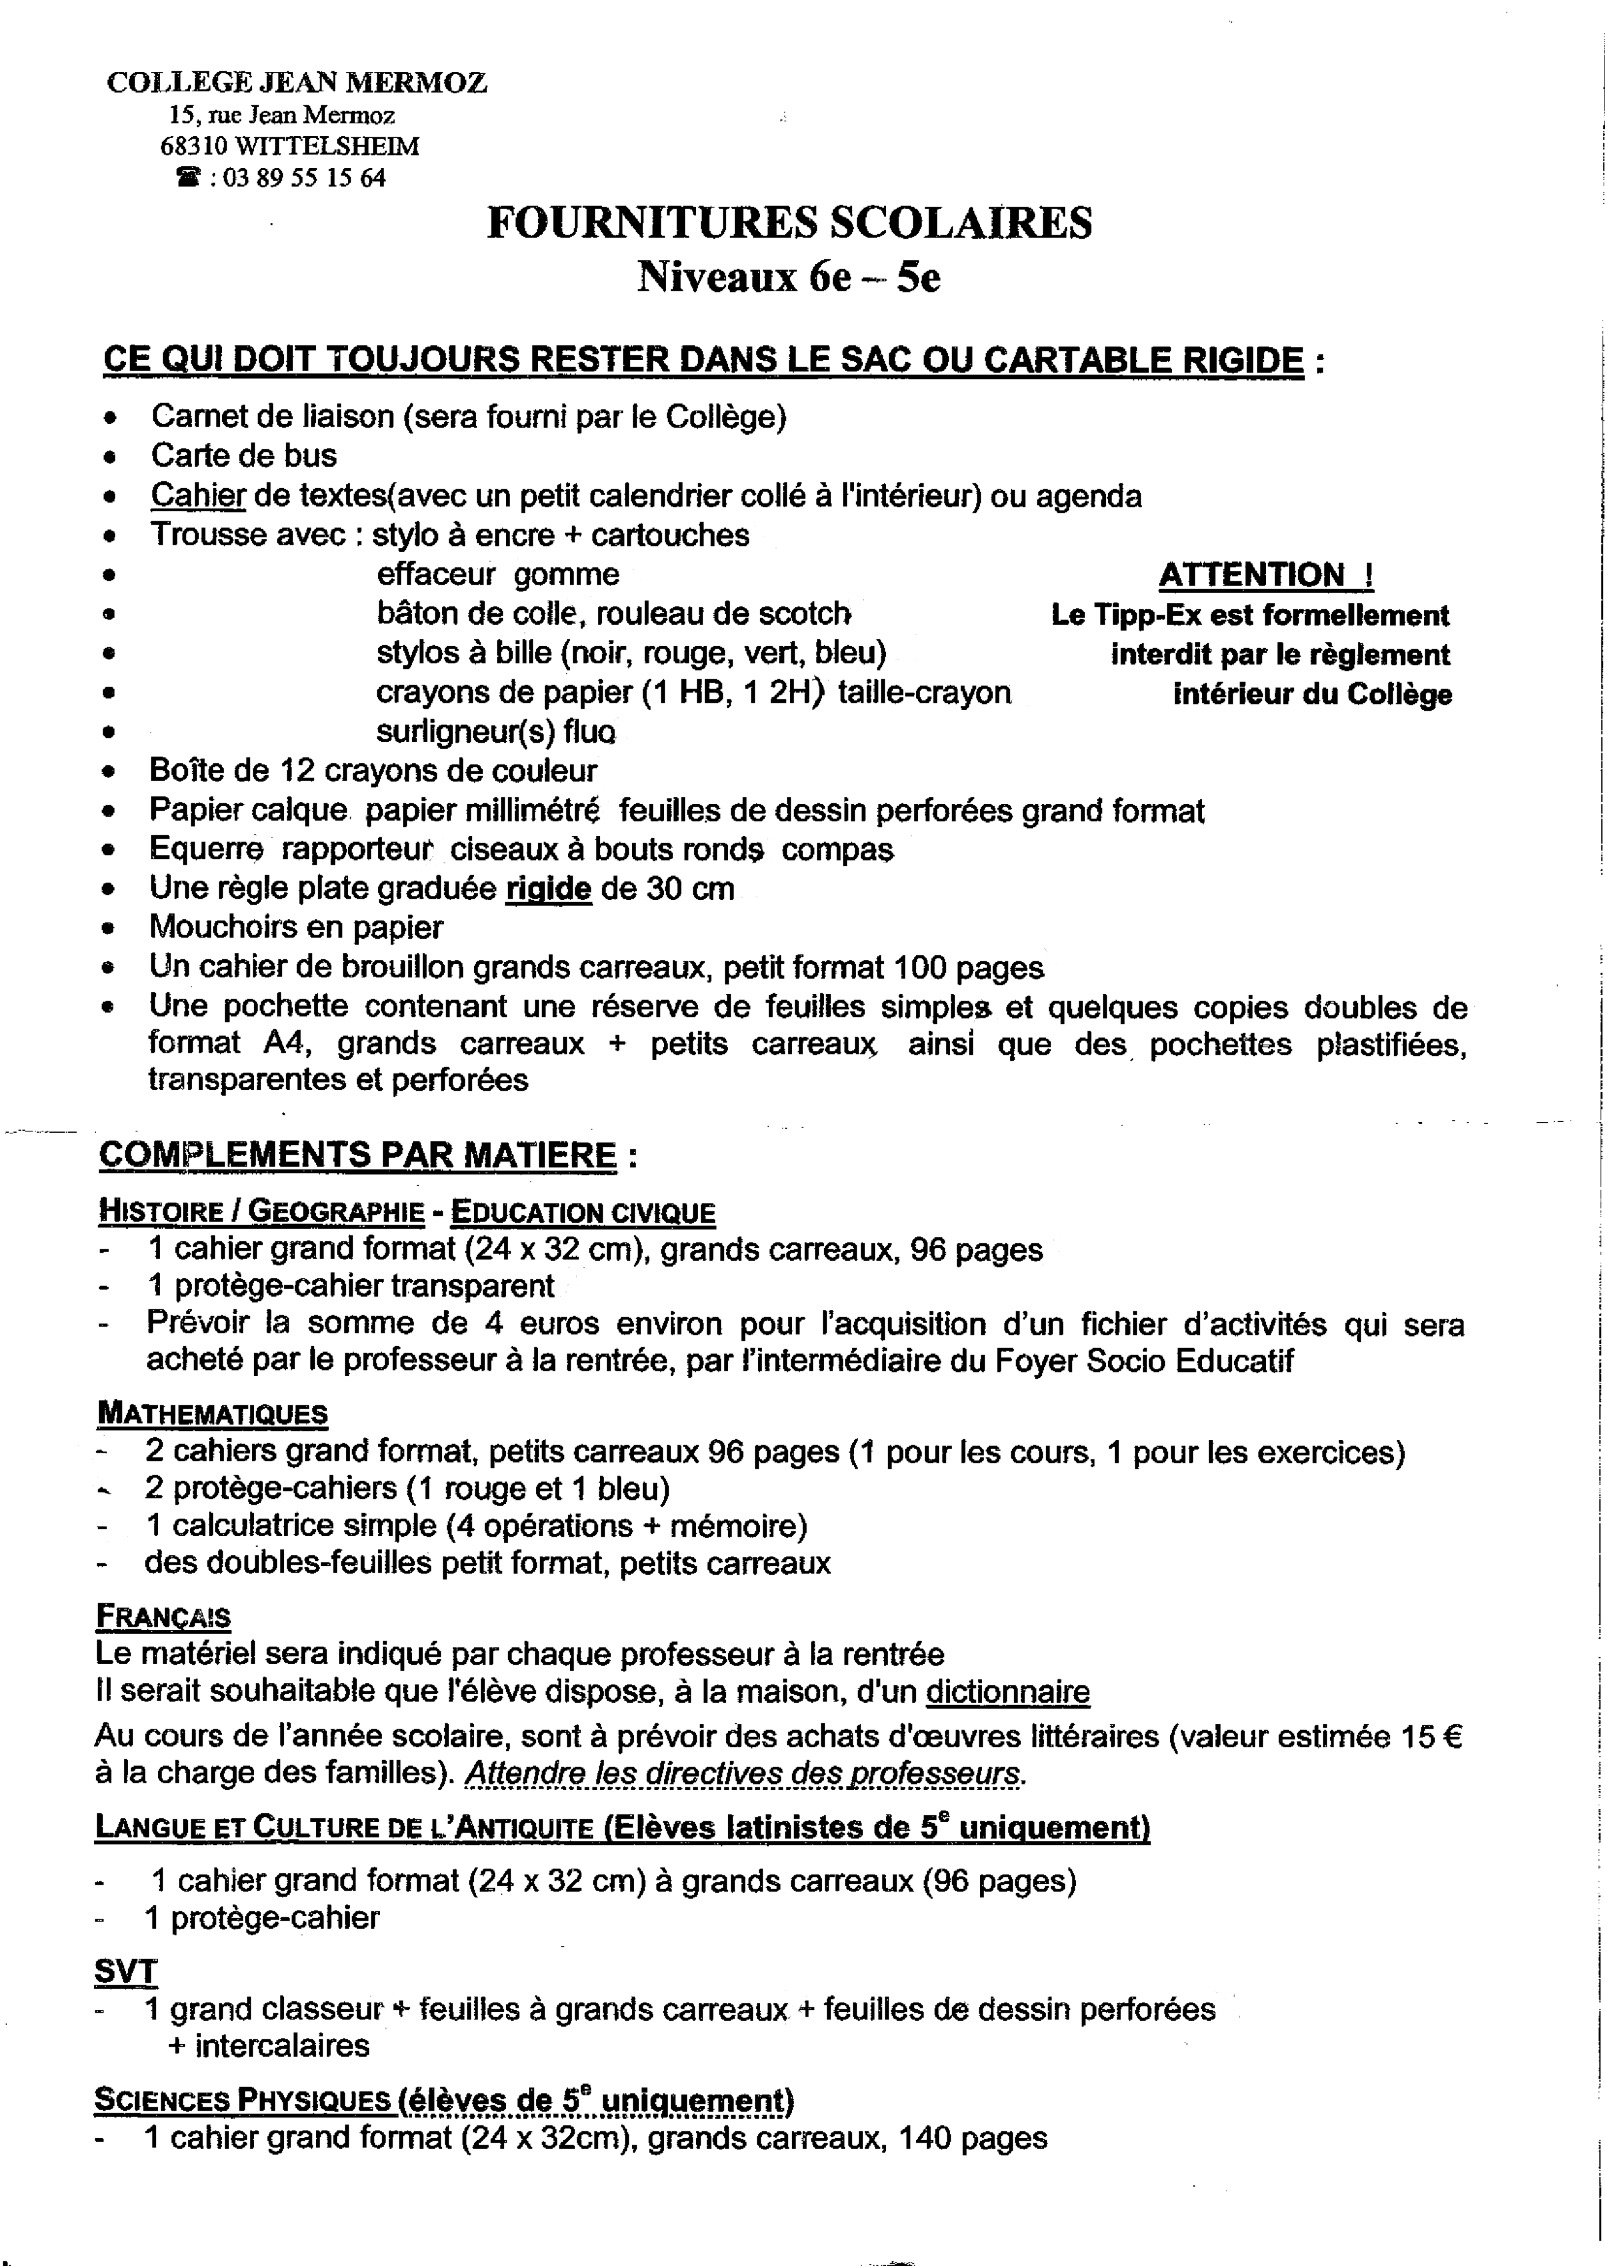 COLLEGE JEAN MERMOZ
15, rue Jean Mermoz
68310 WITTELSHEIM
☎ : 03 89 55 15 64
FOURNITURES SCOLAIRES
Niveaux 6e – 5e
CE QUI DOIT TOUJOURS RESTER DANS LE SAC OU CARTABLE RIGIDE :
• Carnet de liaison (sera fourni par le Collège)
• Carte de bus
• Cahier de textes(avec un petit calendrier collé à l'intérieur) ou agenda
• Trousse avec : stylo à encre + cartouches
• effaceur gomme
• bâton de colle, rouleau de scotch
• stylos à bille (noir, rouge, vert, bleu)
• crayons de papier (1 HB, 1 2H) taille-crayon
• surligneur(s) fluo
ATTENTION !
Le Tipp-Ex est formellement
interdit par le règlement
intérieur du Collège
• Boîte de 12 crayons de couleur
• Papier calque papier millimétré feuilles de dessin perforées grand format
• Equerre rapporteur ciseaux à bouts ronds compas
• Une règle plate graduée rigide de 30 cm
• Mouchoirs en papier
• Un cahier de brouillon grands carreaux, petit format 100 pages
• Une pochette contenant une réserve de feuilles simples et quelques copies doubles de
format A4, grands carreaux + petits carreaux ainsi que des pochettes plastifiées,
transparentes et perforées
COMPLEMENTS PAR MATIERE :
HISTOIRE / GEOGRAPHIE - EDUCATION CIVIQUE
- 1 cahier grand format (24 x 32 cm), grands carreaux, 96 pages
- 1 protège-cahier transparent
- Prévoir la somme de 4 euros environ pour l'acquisition d'un fichier d'activités qui sera
acheté par le professeur à la rentrée, par l'intermédiaire du Foyer Socio Educatif
MATHEMATIQUES
- 2 cahiers grand format, petits carreaux 96 pages (1 pour les cours, 1 pour les exercices)
- 2 protège-cahiers (1 rouge et 1 bleu)
- 1 calculatrice simple (4 opérations + mémoire)
- des doubles-feuilles petit format, petits carreaux
FRANÇAIS
Le matériel sera indiqué par chaque professeur à la rentrée
Il serait souhaitable que l'élève dispose, à la maison, d'un dictionnaire
Au cours de l'année scolaire, sont à prévoir des achats d'œuvres littéraires (valeur estimée 15 €
à la charge des familles). Attendre les directives des professeurs.
LANGUE ET CULTURE DE L'ANTIQUITE (Elèves latinistes de 5e uniquement)
- 1 cahier grand format (24 x 32 cm) à grands carreaux (96 pages)
- 1 protège-cahier
SVT
- 1 grand classeur + feuilles à grands carreaux + feuilles de dessin perforées
+ intercalaires
SCIENCES PHYSIQUES (élèves de 5e uniquement)
- 1 cahier grand format (24 x 32cm), grands carreaux, 140 pages